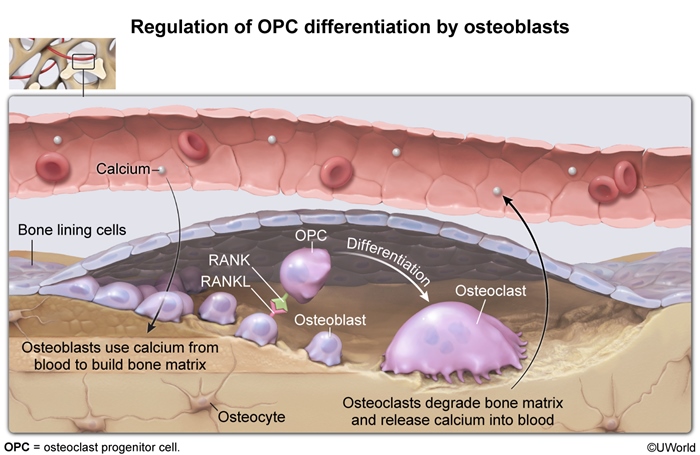 Regulation of OPC differentiation by osteoblasts
Calcium
Bone lining cells
OPC
Differentiation
RANK
RANKL
Osteoclast
Osteoblast
Osteoblasts use calcium from
blood to build bone matrix
Osteoclasts degrade bone matrix
and release calcium into blood
Osteocyte
OPC = osteoclast progenitor cell.
©UWorld